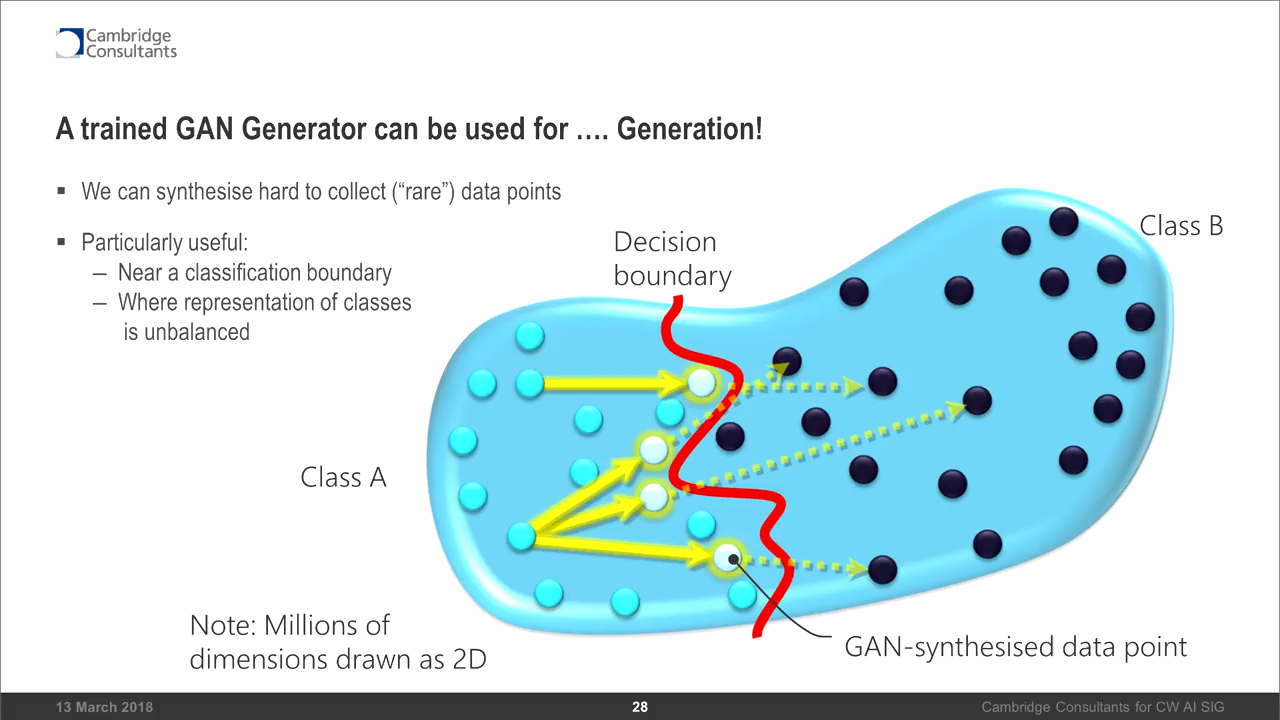 Cambridge
Consultants
A trained GAN Generator can be used for …. Generation!
▪ We can synthesise hard to collect (“rare”) data points
▪ Particularly useful:
– Near a classification boundary
– Where representation of classes
is unbalanced
Decision
boundary
Class B
Class A
Note: Millions of
dimensions drawn as 2D
GAN-synthesised data point
13 March 2018
28
Cambridge Consultants for CW AI SIG